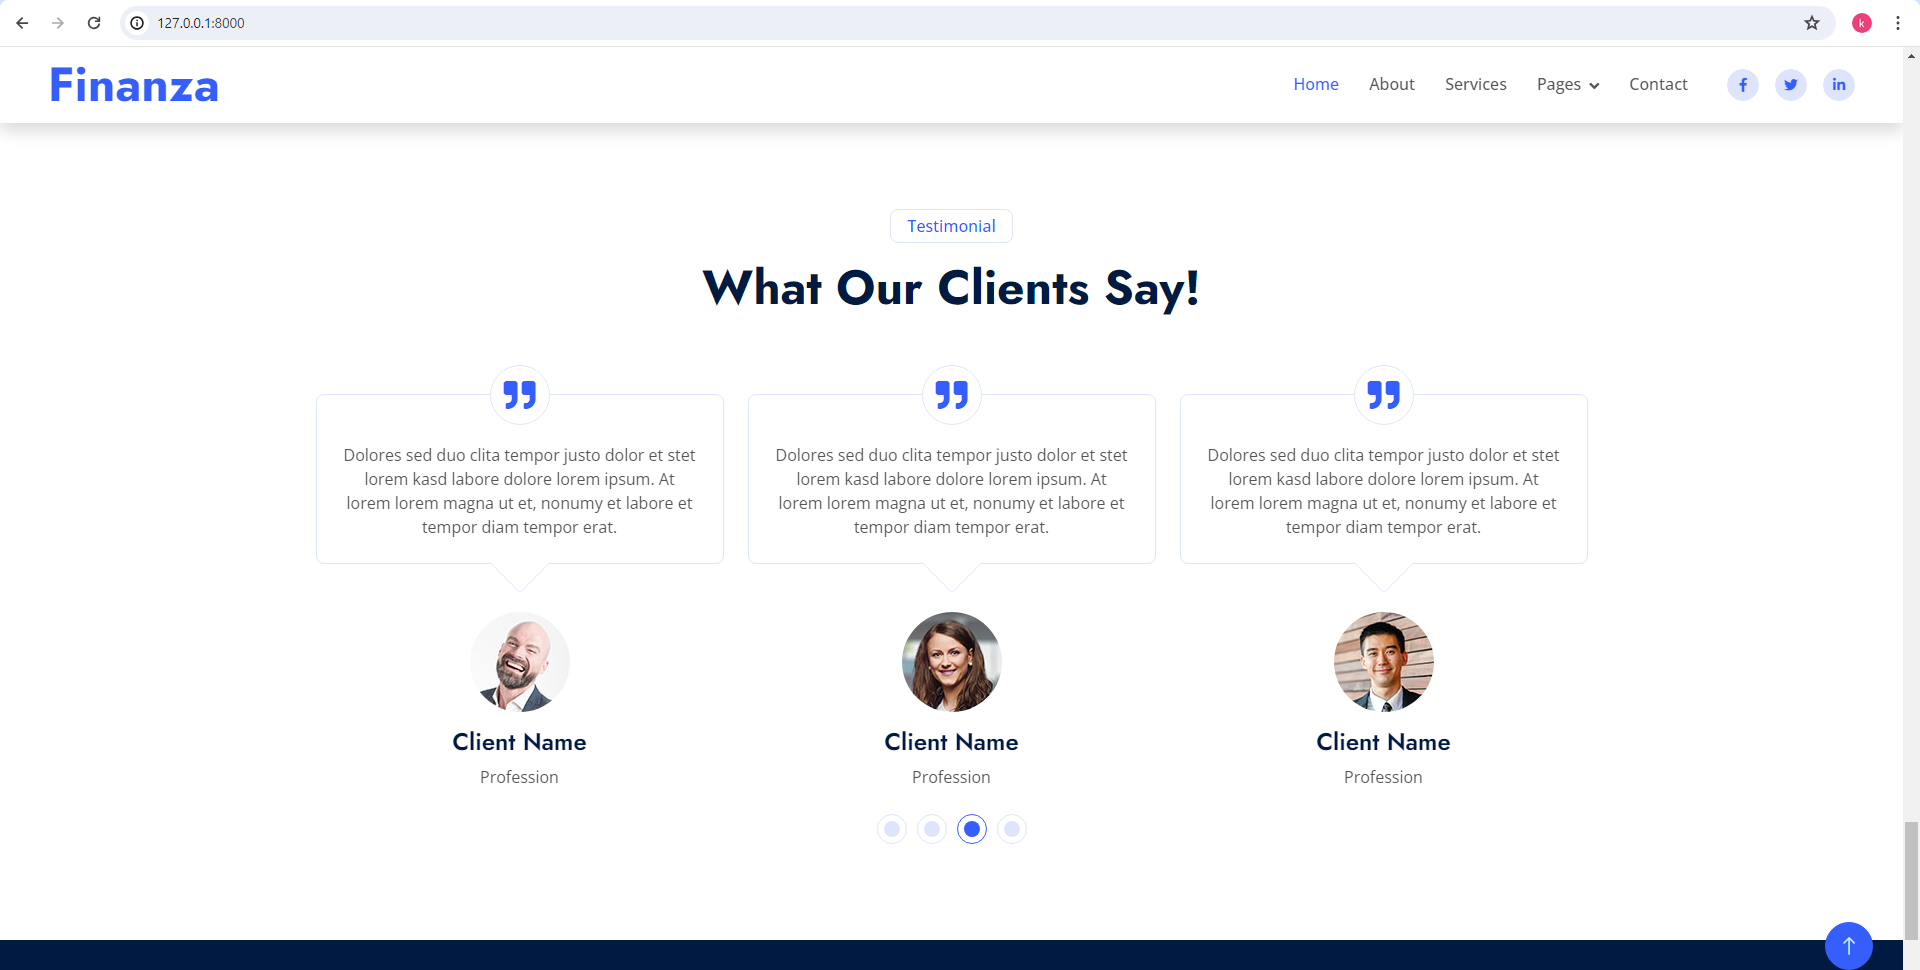 127.0.0.1:8000
k
Finanza
Home About Services Pages Contact
Testimonial
What Our Clients Say!
Dolores sed duo clita tempor justo dolor et stet
lorem kasd labore dolore lorem ipsum. At
lorem lorem magna ut et, nonumy et labore et
tempor diam tempor erat.
Client Name
Profession
Dolores sed duo clita tempor justo dolor et stet
lorem kasd labore dolore lorem ipsum. At
lorem lorem magna ut et, nonumy et labore et
tempor diam tempor erat.
Client Name
Profession
Dolores sed duo clita tempor justo dolor et stet
lorem kasd labore dolore lorem ipsum. At
lorem lorem magna ut et, nonumy et labore et
tempor diam tempor erat.
Client Name
Profession